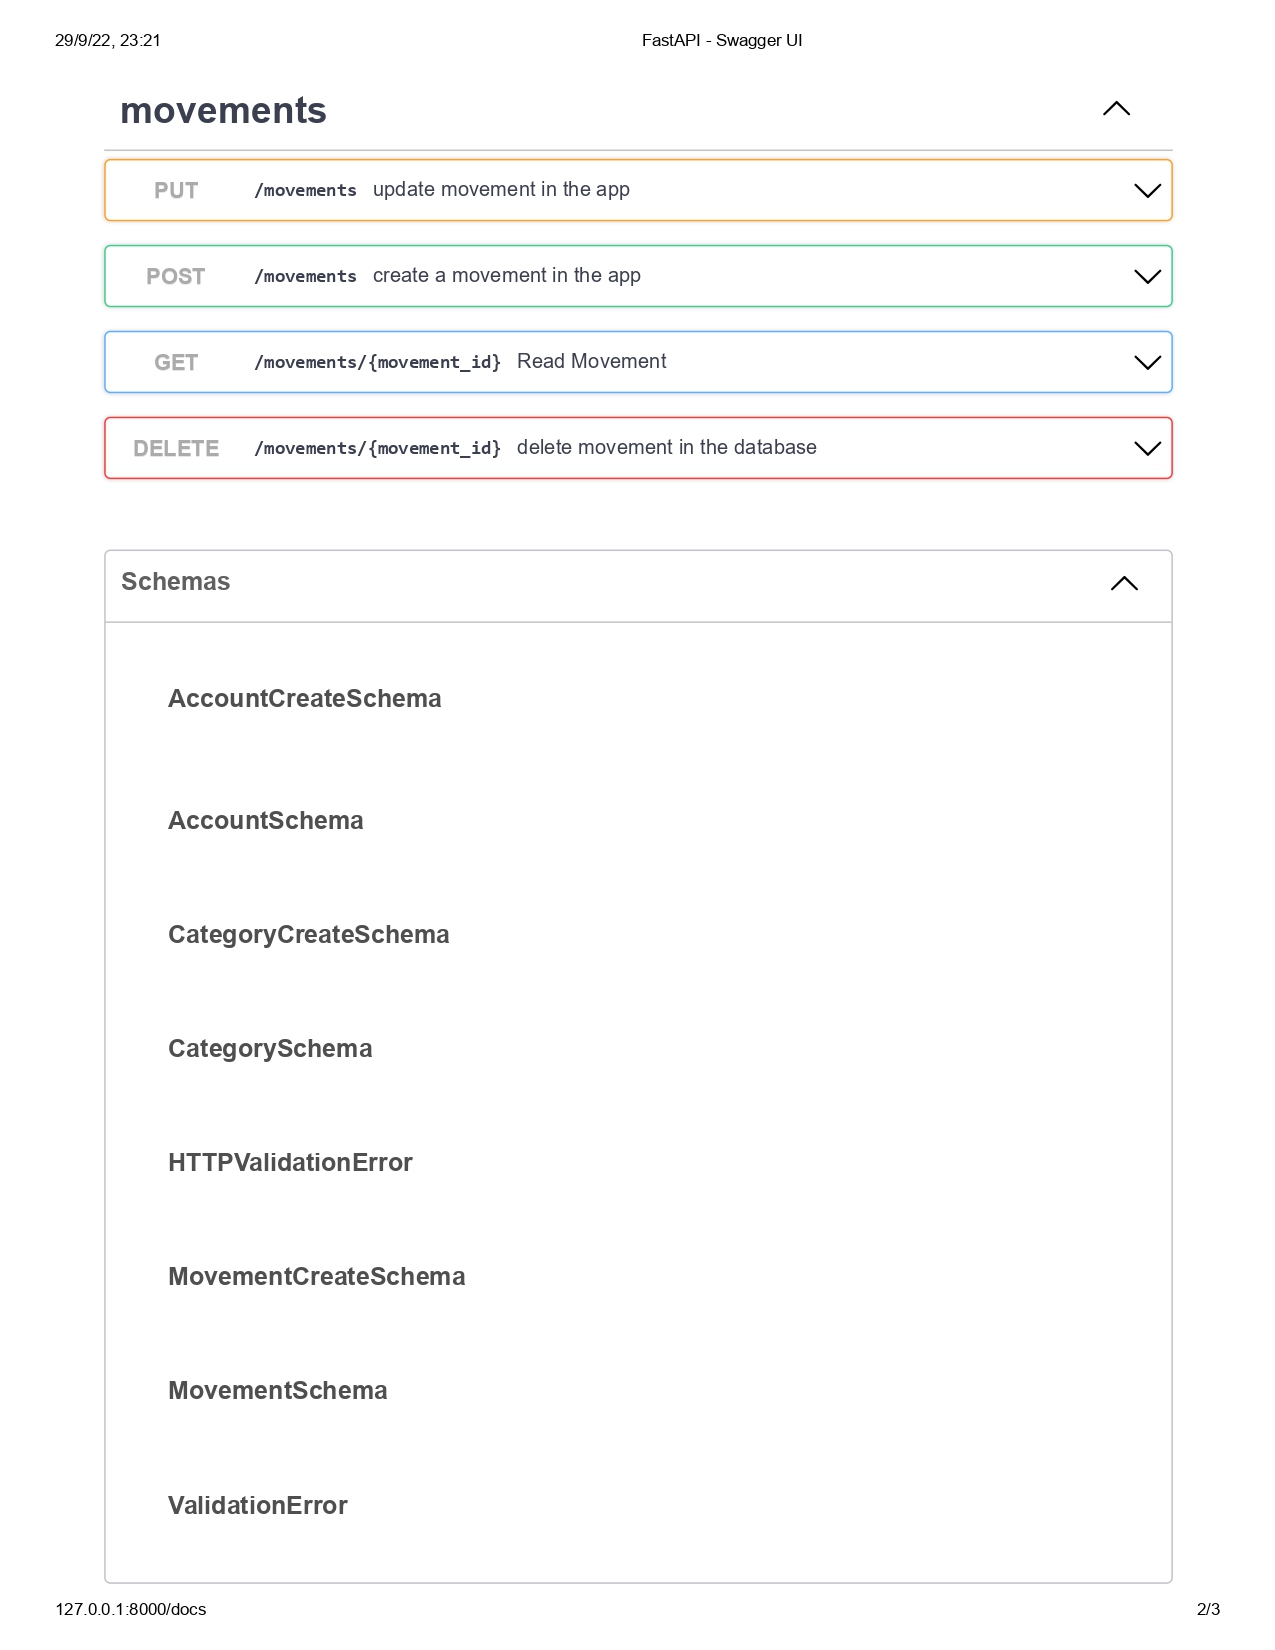 29/9/22, 23:21 FastAPI - Swagger UI
movements
PUT /movements update movement in the app
POST /movements create a movement in the app
GET /movements/{movement_id} Read Movement
DELETE /movements/{movement_id} delete movement in the database
Schemas
AccountCreateSchema
AccountSchema
CategoryCreateSchema
CategorySchema
HTTPValidationError
MovementCreateSchema
MovementSchema
ValidationError
127.0.0.1:8000/docs 2/3